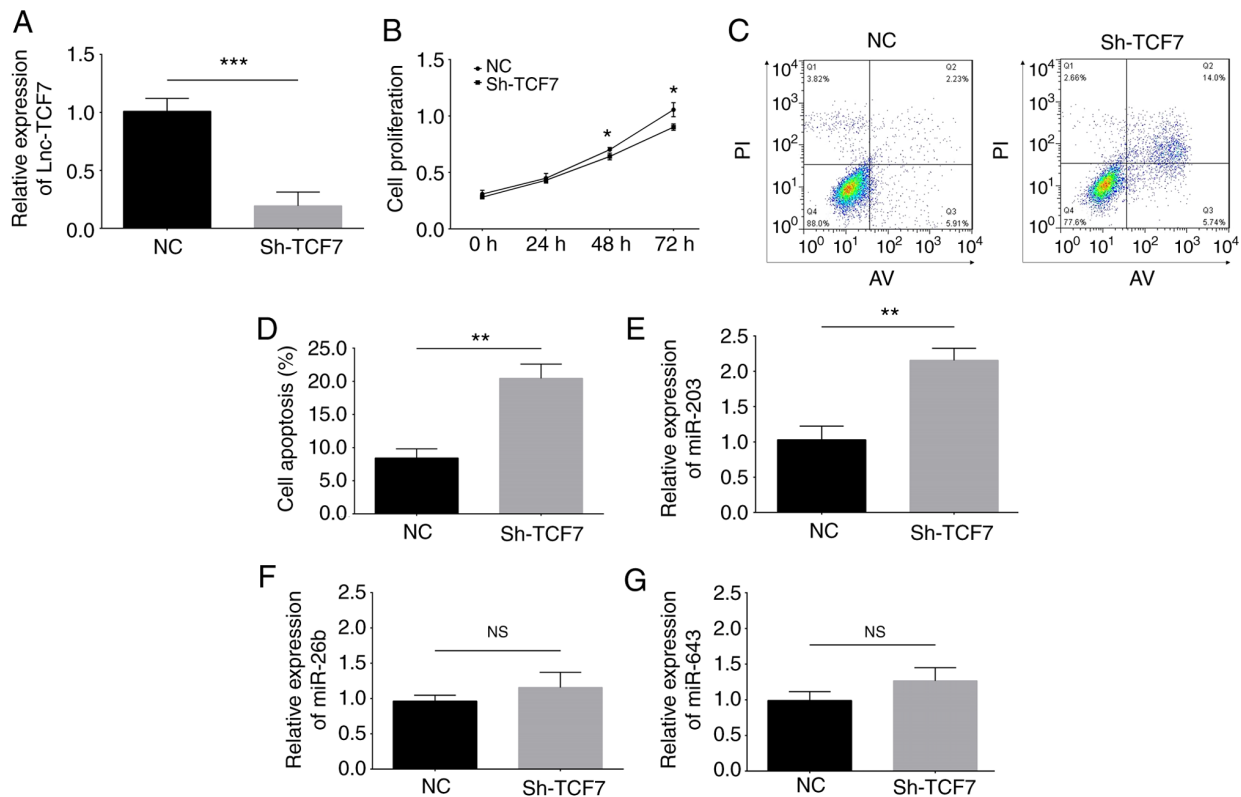 A
Relative expression
of Lnc-TCF7
1.5
1.0
0.5
0.0
***
NC
Sh-TCF7
B
Cell proliferation
1.5
1.0
0.5
0.0
NC
Sh-TCF7
*
*
0 h
24 h
48 h
72 h
C
NC
PI
10⁴
10³
10²
10¹
10⁰
Q1
3.82%
Q2
2.23%
Q4
88.0%
Q3
5.91%
10⁰ 10¹ 10² 10³ 10⁴
AV
Sh-TCF7
PI
10⁴
10³
10²
10¹
10⁰
Q1
2.66%
Q2
14.0%
Q4
77.6%
Q3
5.74%
10⁰ 10¹ 10² 10³ 10⁴
AV
D
Cell apoptosis (%)
25.0
20.0
15.0
10.0
5.0
0.0
**
NC
Sh-TCF7
E
Relative expression
of miR-203
2.5
2.0
1.5
1.0
0.5
0.0
**
NC
Sh-TCF7
F
Relative expression
of miR-26b
2.5
2.0
1.5
1.0
0.5
0.0
NS
NC
Sh-TCF7
G
Relative expression
of miR-643
2.5
2.0
1.5
1.0
0.5
0.0
NS
NC
Sh-TCF7